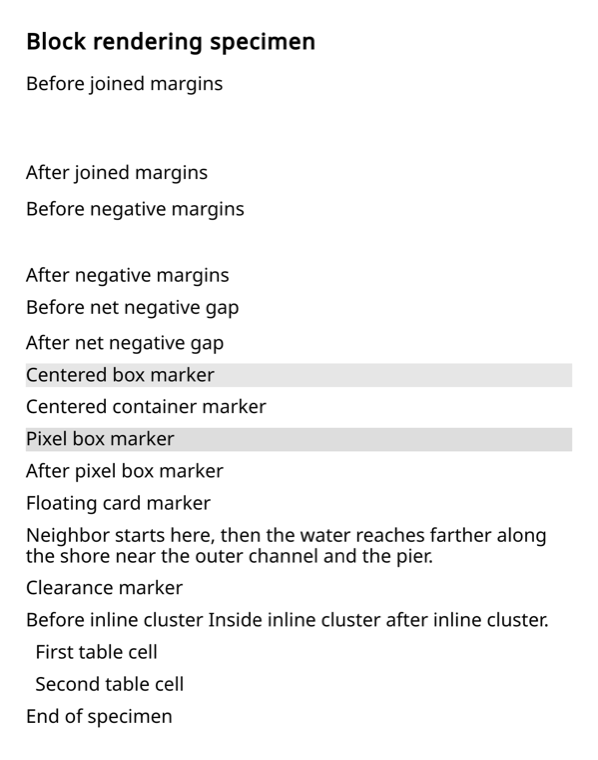 Block rendering specimen
Before joined margins
After joined margins
Before negative margins
After negative margins
Before net negative gap
After net negative gap
Centered box marker
Centered container marker
Pixel box marker
After pixel box marker
Floating card marker
Neighbor starts here, then the water reaches farther along
the shore near the outer channel and the pier.
Clearance marker
Before inline cluster Inside inline cluster after inline cluster.
First table cell
Second table cell
End of specimen